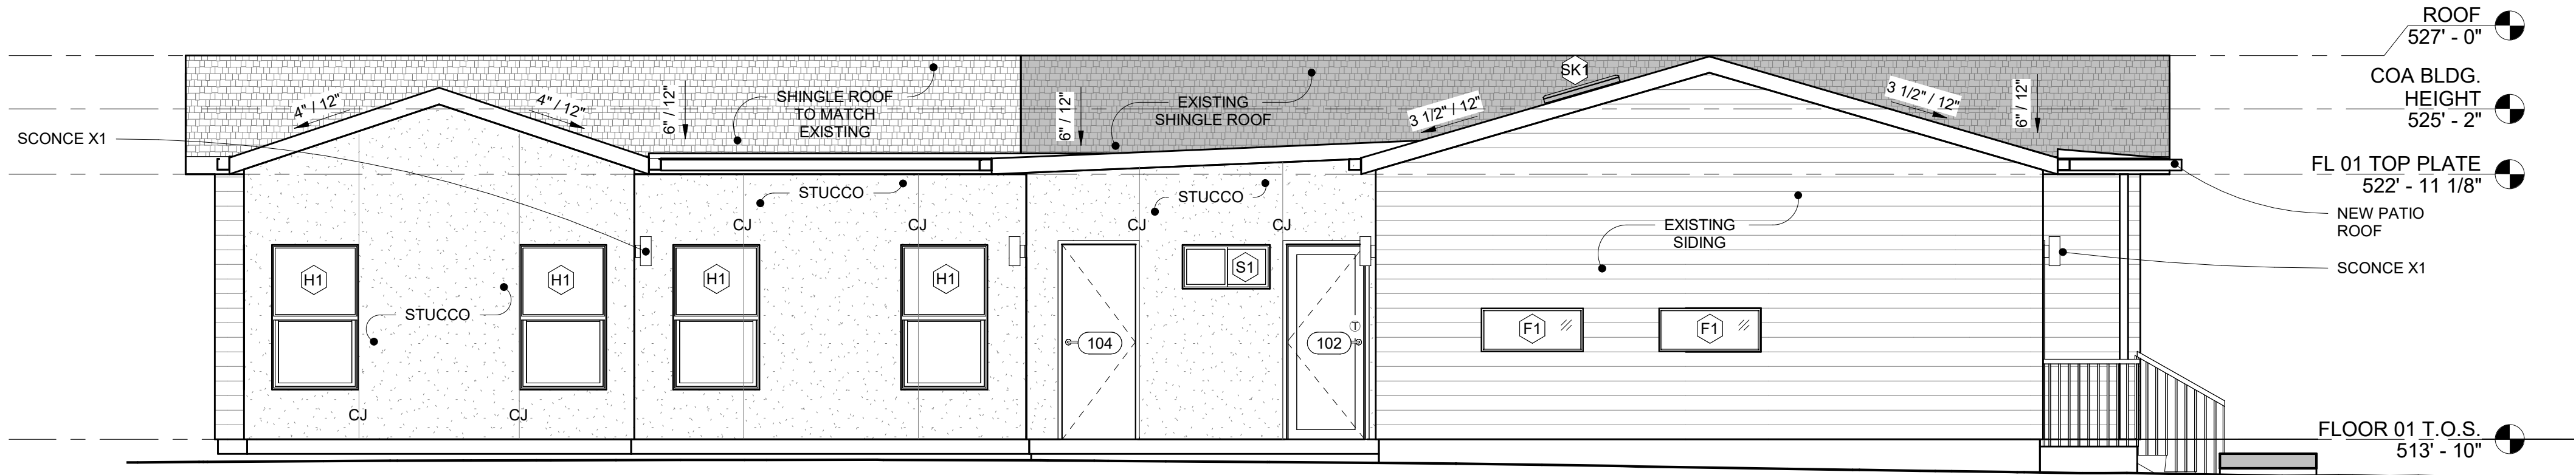 ROOF
527' - 0"
COA BLDG.
HEIGHT
525' - 2"
FL 01 TOP PLATE
522' - 11 1/8"
NEW PATIO
ROOF
SCONCE X1
FLOOR 01 T.O.S.
513' - 10"
SCONCE X1
4" / 12"
4" / 12"
6" / 12"
SHINGLE ROOF
TO MATCH
EXISTING
6" / 12"
EXISTING
SHINGLE ROOF
3 1/2" / 12"
SK1
3 1/2" / 12"
6" / 12"
STUCCO
STUCCO
CJ
CJ
CJ
CJ
EXISTING
SIDING
H1
H1
H1
H1
S1
STUCCO
104
102
T
F1
F1
CJ
CJ